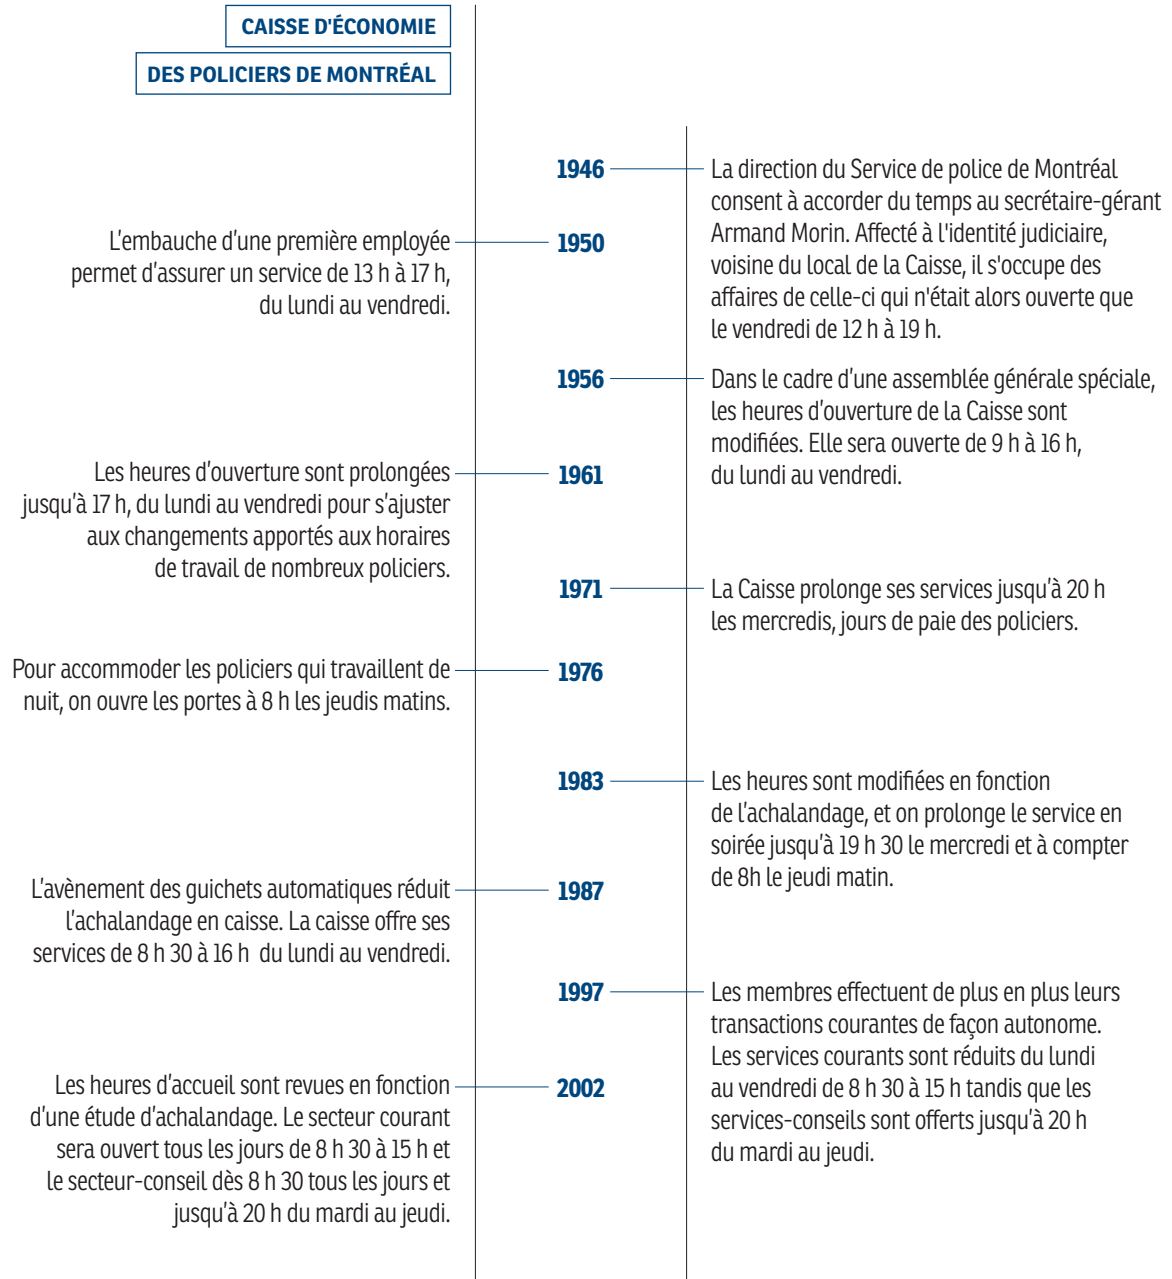 CAISSE D'ÉCONOMIE
DES POLICIERS DE MONTRÉAL
1946
La direction du Service de police de Montréal
consent à accorder du temps au secrétaire-gérant
Armand Morin. Affecté à l'identité judiciaire,
voisine du local de la Caisse, il s'occupe des
affaires de celle-ci qui n'était alors ouverte que
le vendredi de 12 h à 19 h.
1950
L'embauche d'une première employée
permet d'assurer un service de 13 h à 17 h,
du lundi au vendredi.
1956
Dans le cadre d'une assemblée générale spéciale,
les heures d'ouverture de la Caisse sont
modifiées. Elle sera ouverte de 9 h à 16 h,
du lundi au vendredi.
1961
Les heures d'ouverture sont prolongées
jusqu'à 17 h, du lundi au vendredi pour s'ajuster
aux changements apportés aux horaires
de travail de nombreux policiers.
1971
La Caisse prolonge ses services jusqu'à 20 h
les mercredis, jours de paie des policiers.
1976
Pour accommoder les policiers qui travaillent de
nuit, on ouvre les portes à 8 h les jeudis matins.
1983
Les heures sont modifiées en fonction
de l'achalandage, et on prolonge le service en
soirée jusqu'à 19 h 30 le mercredi et à compter
de 8h le jeudi matin.
1987
L'avènement des guichets automatiques réduit
l'achalandage en caisse. La caisse offre ses
services de 8 h 30 à 16 h du lundi au vendredi.
1997
Les membres effectuent de plus en plus leurs
transactions courantes de façon autonome.
Les services courants sont réduits du lundi
au vendredi de 8 h 30 à 15 h tandis que les
services-conseils sont offerts jusqu'à 20 h
du mardi au jeudi.
2002
Les heures d'accueil sont revues en fonction
d'une étude d'achalandage. Le secteur courant
sera ouvert tous les jours de 8 h 30 à 15 h et
le secteur-conseil dès 8 h 30 tous les jours et
jusqu'à 20 h du mardi au jeudi.